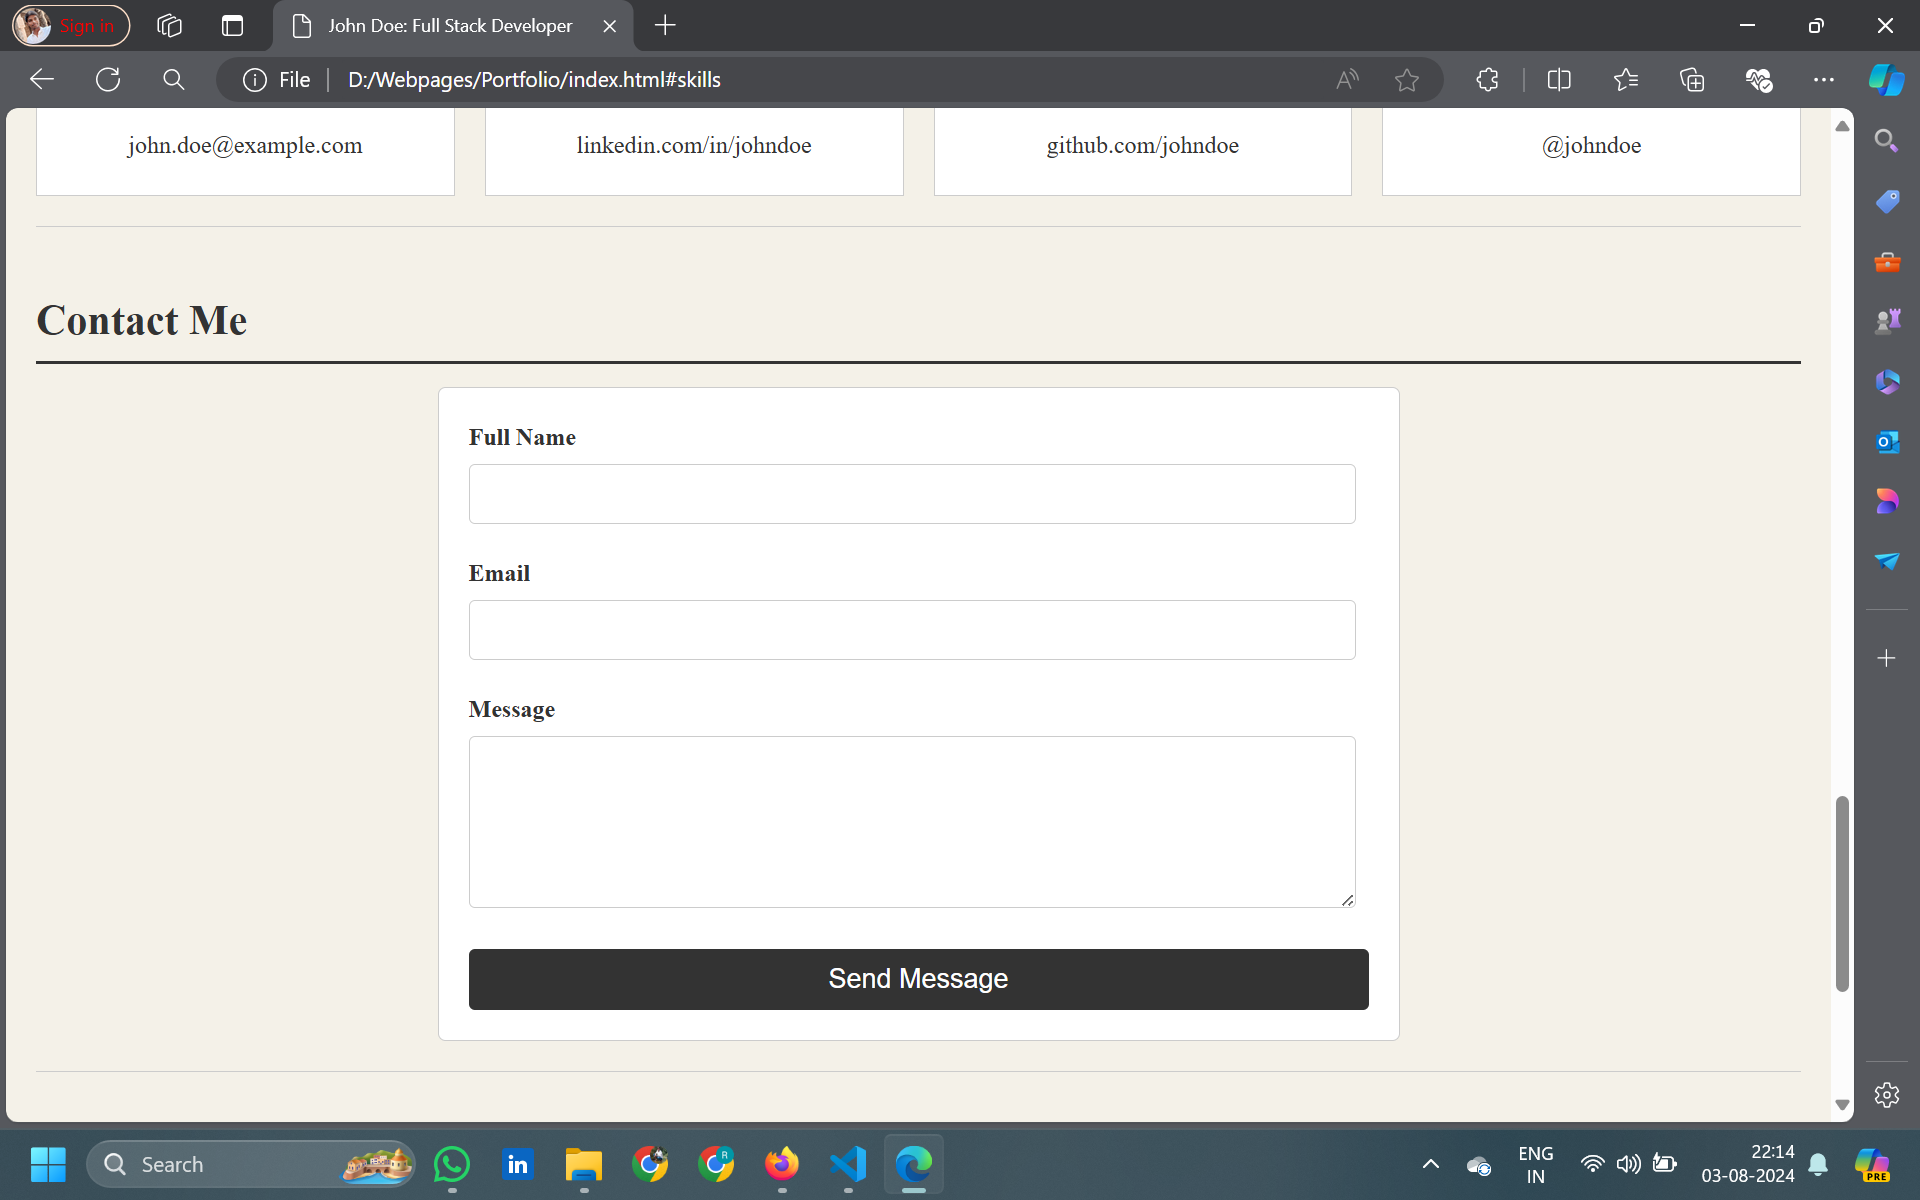 Sign in
John Doe: Full Stack Developer
File
D:/Webpages/Portfolio/index.html#skills
john.doe@example.com
linkedin.com/in/johndoe
github.com/johndoe
@johndoe
Contact Me
Full Name
Email
Message
Send Message
Search
ENG
IN
22:14
03-08-2024
PRE